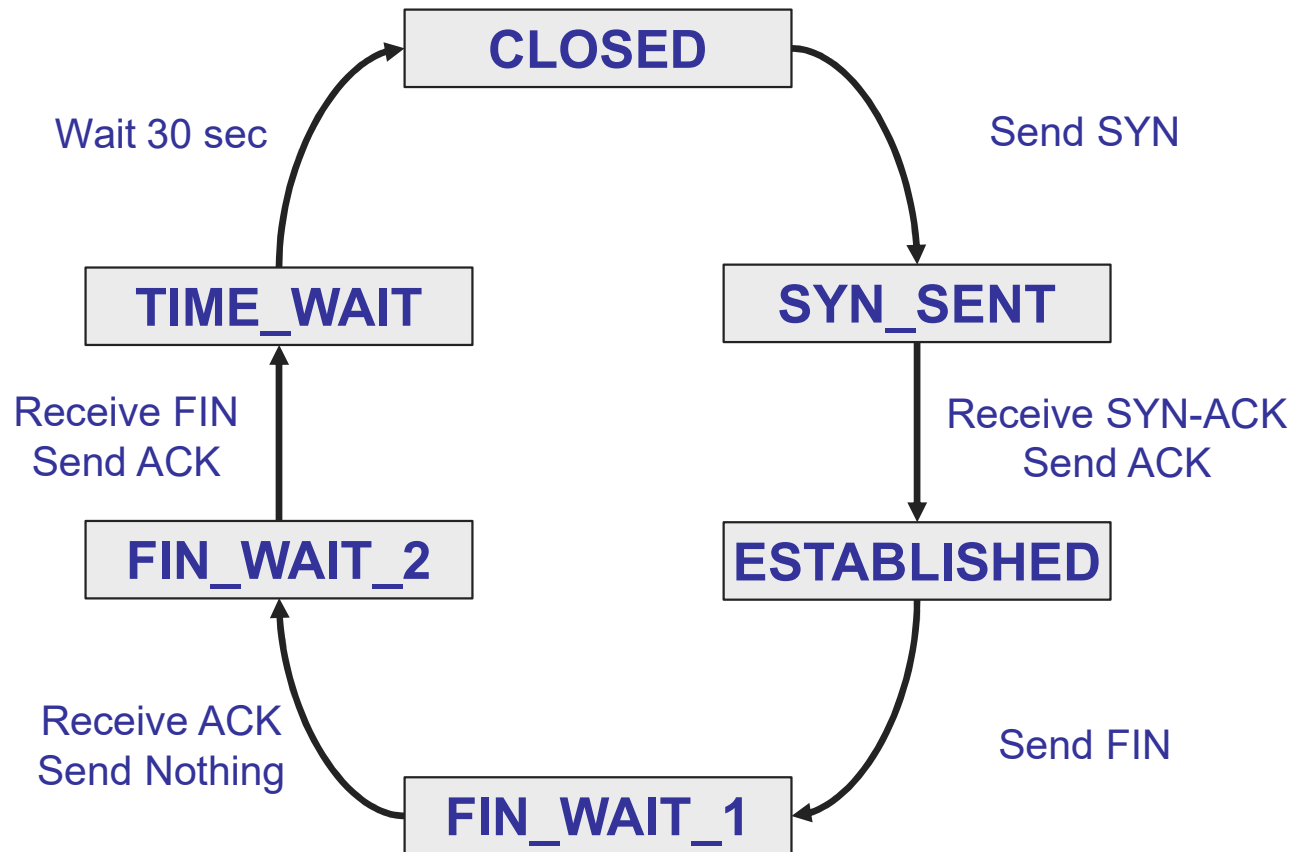 CLOSED
Wait 30 sec
Send SYN
TIME_WAIT
SYN_SENT
Receive FIN
Send ACK
Receive SYN-ACK
Send ACK
FIN_WAIT_2
ESTABLISHED
Receive ACK
Send Nothing
Send FIN
FIN_WAIT_1